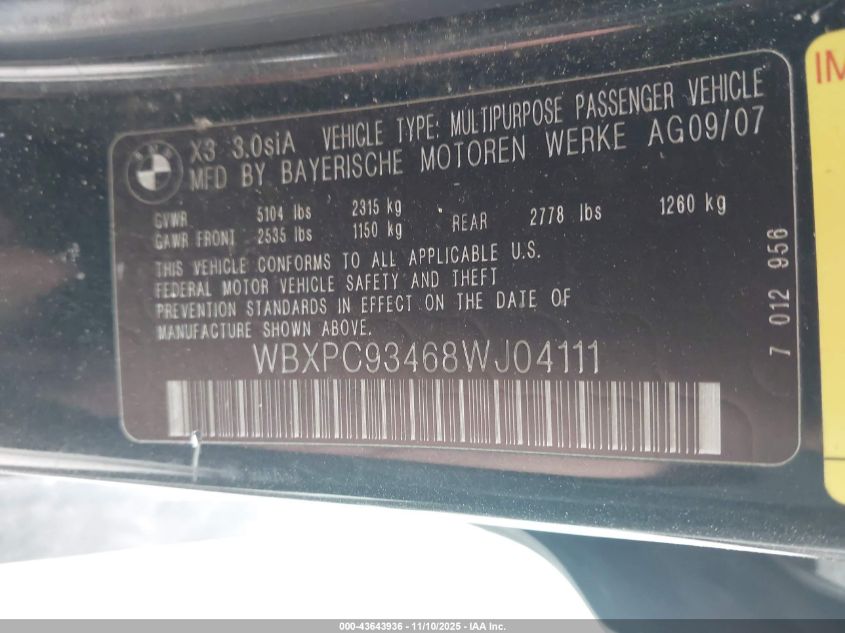 X3 3.0siA VEHICLE TYPE: MULTIPURPOSE PASSENGER VEHICLE
MFD BY BAYERISCHE MOTOREN WERKE AG09/07
GVWR 5104 lbs 2315 kg
GAWR FRONT 2535 lbs 1150 kg REAR 2778 lbs 1260 kg
THIS VEHICLE CONFORMS TO ALL APPLICABLE U.S.
FEDERAL MOTOR VEHICLE SAFETY AND THEFT
PREVENTION STANDARDS IN EFFECT ON THE DATE OF
MANUFACTURE SHOWN ABOVE.
WBXPC93468WJ04111
7 012 956
IM
000-43643936 - 11/10/2025 - IAA Inc.